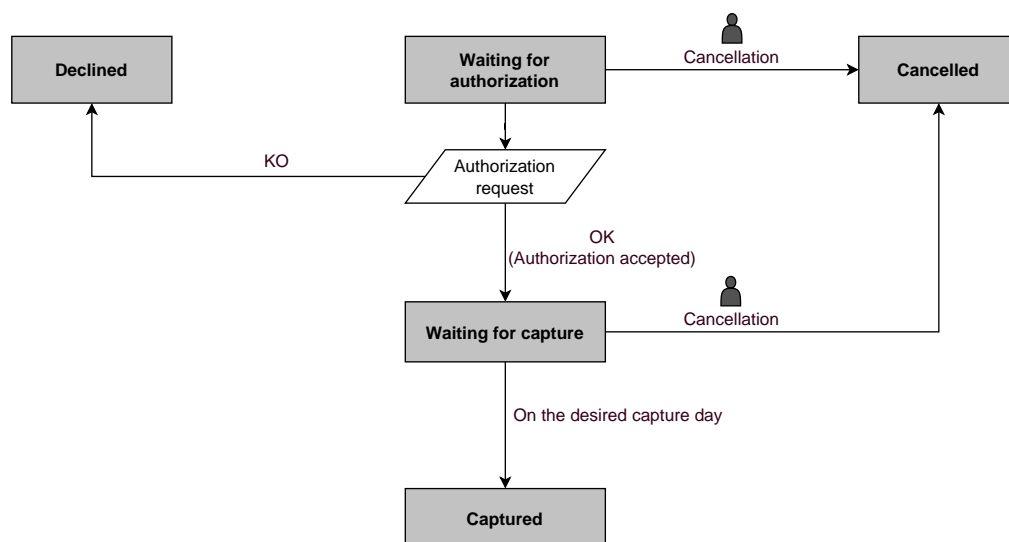 Declined
Waiting for
authorization
Cancellation
Cancelled
KO
Authorization
request
OK
(Authorization accepted)
Waiting for capture
Cancellation
On the desired capture day
Captured